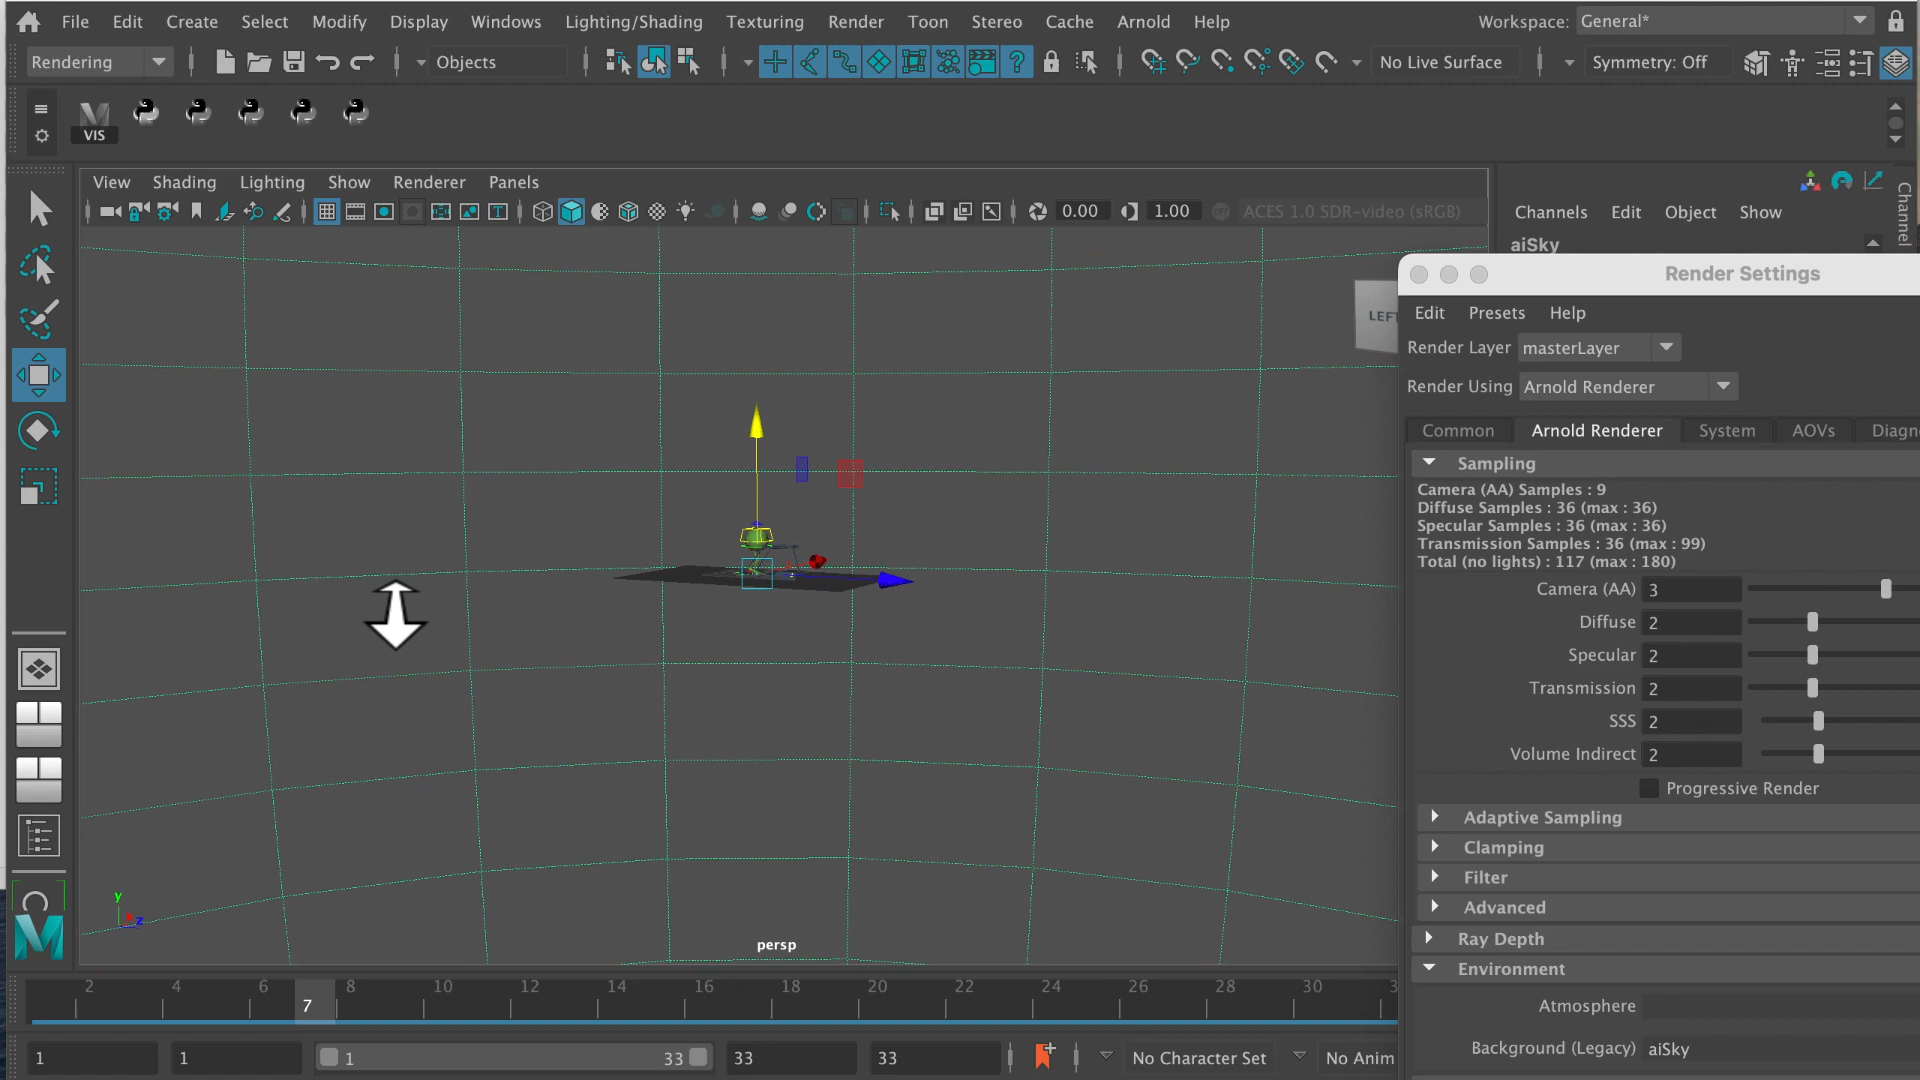 File Edit Create Select Modify Display Windows Lighting/Shading Texturing Render Toon Stereo Cache Arnold Help Workspace: General*
Rendering Objects No Live Surface Symmetry: Off
VIS
View Shading Lighting Show Renderer Panels
0.00 1.00 ACES 1.0 SDR-video (sRGB)
Channels Edit Object Show
Channel
aiSky
LEFT
Render Settings
Edit Presets Help
Render Layer masterLayer
Render Using Arnold Renderer
Common Arnold Renderer System AOVs Diagn
Sampling
Camera (AA) Samples : 9
Diffuse Samples : 36 (max : 36)
Specular Samples : 36 (max : 36)
Transmission Samples : 36 (max : 99)
Total (no lights) : 117 (max : 180)
Camera (AA) 3
Diffuse 2
Specular 2
Transmission 2
SSS 2
Volume Indirect 2
Progressive Render
Adaptive Sampling
Clamping
Filter
Advanced
Ray Depth
Environment
Atmosphere
Background (Legacy) aiSky
y
x z
persp
2 4 6 7 8 10 12 14 16 18 20 22 24 26 28 30 3
1 1 1 33 33 33 No Character Set No Anim